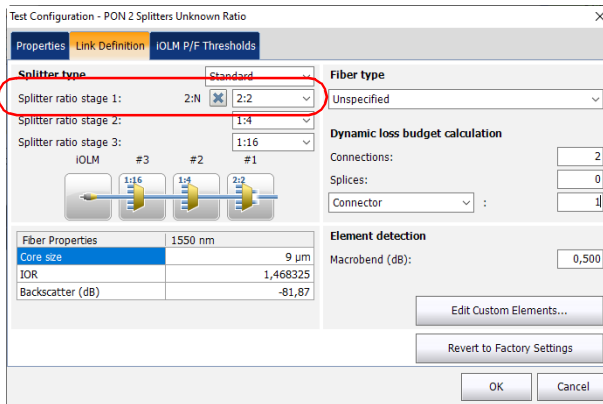 Test Configuration - PON 2 Splitters Unknown Ratio
Properties Link Definition iOLM P/F Thresholds
Splitter type Standard
Splitter ratio stage 1: 2:N 2:2
Splitter ratio stage 2: 1:4
Splitter ratio stage 3: 1:16
iOLM #3 #2 #1
1:16 1:4 2:2
Fiber Properties 1550 nm
Core size 9 µm
IOR 1,468325
Backscatter (dB) -81,87
Fiber type
Unspecified
Dynamic loss budget calculation
Connections: 2
Splices: 0
Connector : 1
Element detection
Macrobend (dB): 0,500
Edit Custom Elements...
Revert to Factory Settings
OK Cancel